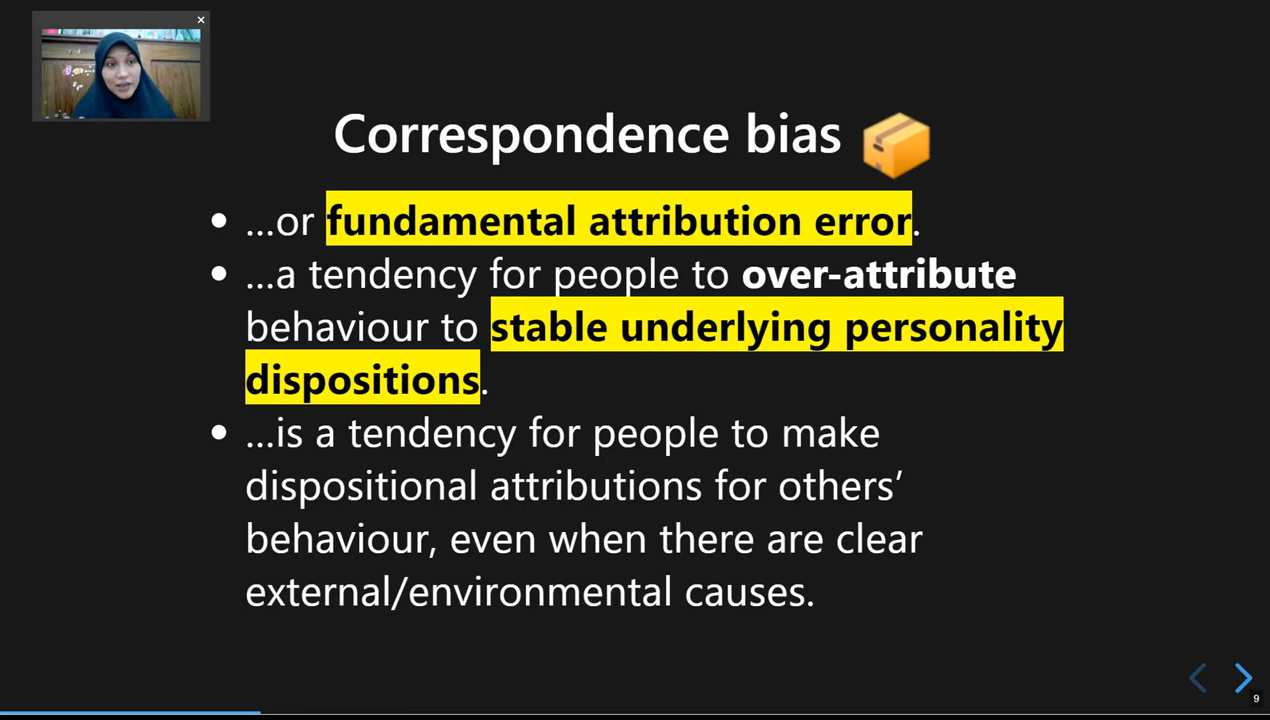 Correspondence bias
• ...or fundamental attribution error.
• ...a tendency for people to over-attribute
behaviour to stable underlying personality
dispositions.
• ...is a tendency for people to make
dispositional attributions for others’
behaviour, even when there are clear
external/environmental causes.
9